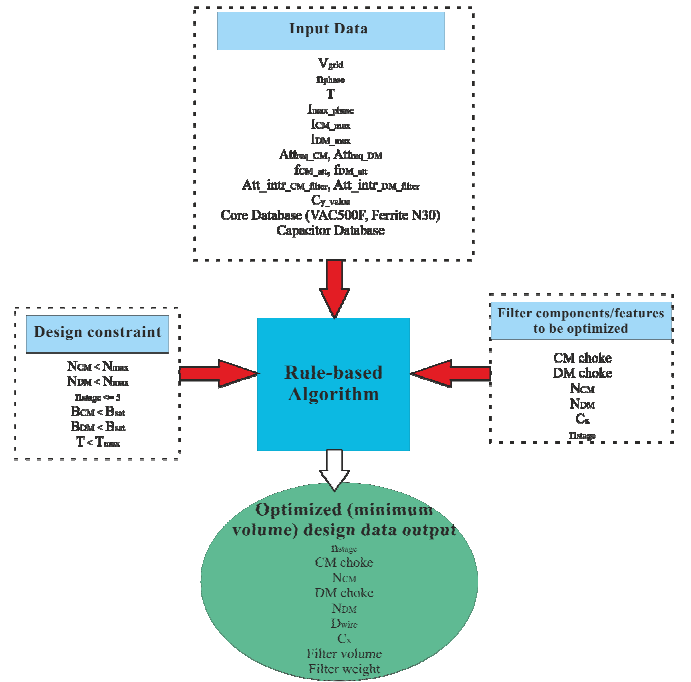 Input Data
Vgrid
nphase
T
Imax_phase
ICM_max
IDM_max
Attreq_CM, Attreq_DM
fCM_att, fDM_att
Att_intr_CM_filter, Att_intr_DM_filter
Cy_value
Core Database (VAC500F, Ferrite N30)
Capacitor Database
Design constraint
NCM < Nmax
NDM < Nmax
nstage <= 3
BCM < Bsat
BDM < Bsat
T < Tmax
Rule-based
Algorithm
Filter components/features
to be optimized
CM choke
DM choke
NCM
NDM
Cx
nstage
Optimized (minimum
volume) design data output
nstage
CM choke
NCM
DM choke
NDM
Dwire
Cx
Filter volume
Filter weight